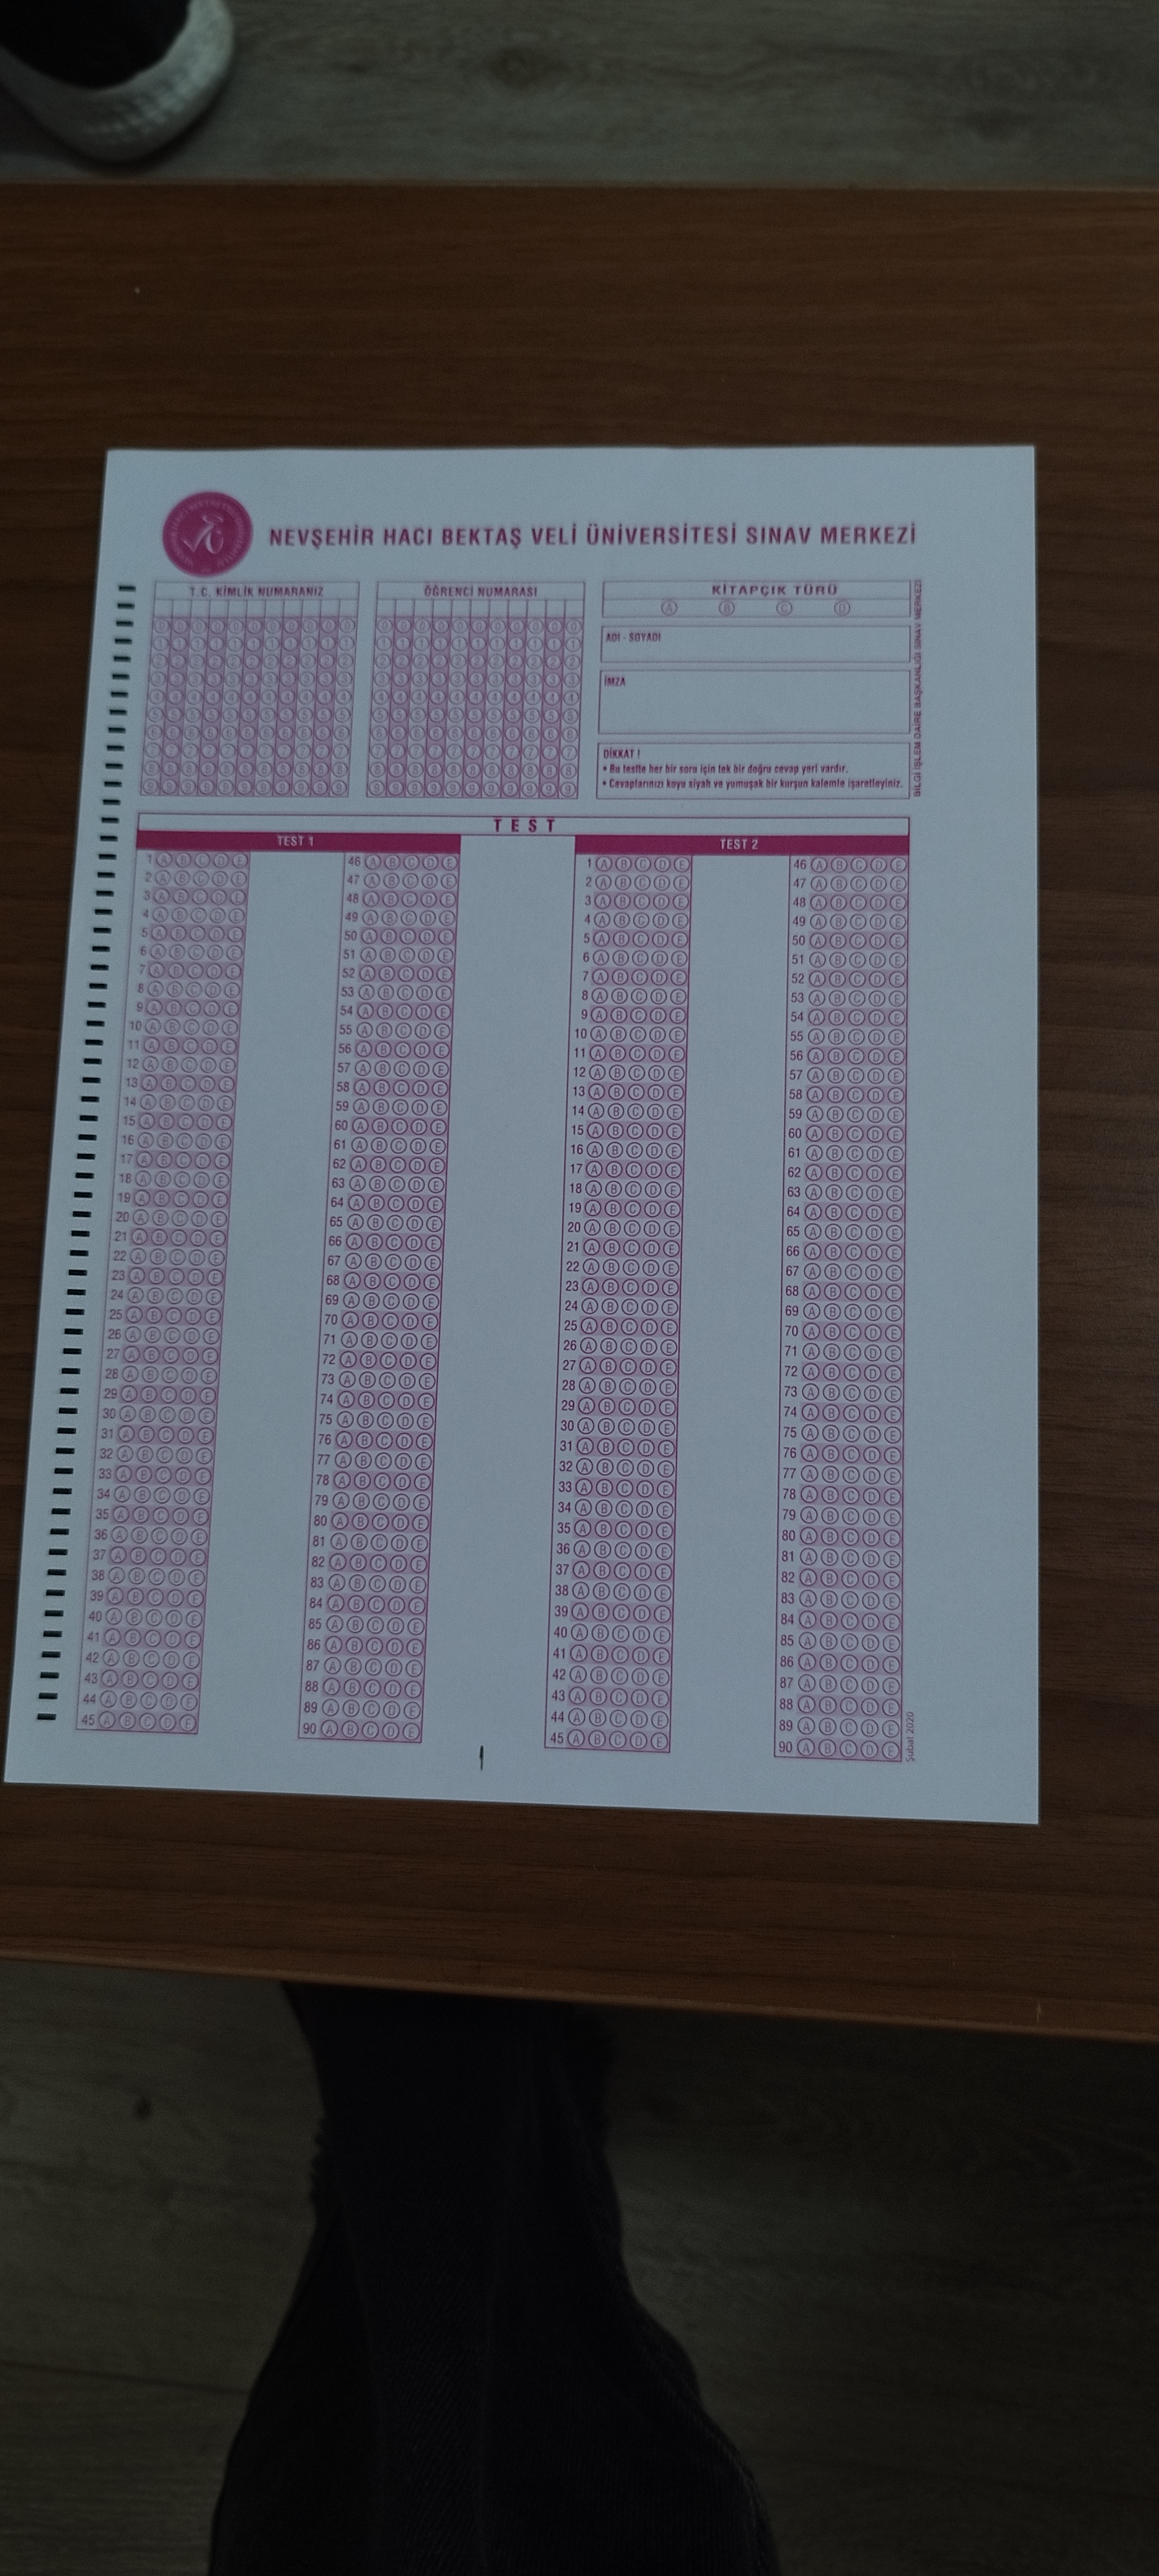 NEVŞEHİR HACI BEKTAŞ VELİ ÜNİVERSİTESİ SINAV MERKEZİ
T.C. KİMLİK NUMARANIZ
ÖĞRENCİ NUMARASI
KİTAPÇIK TÜRÜ
A B C D
ADI - SOYADI
İMZA
DİKKAT !
• Bu testte her bir soru için tek bir doğru cevap yeri vardır.
• Cevaplarınızı koyu siyah ve yumuşak bir kurşun kalemle işaretleyiniz.
BİLGİ İŞLEM DAİRE BAŞKANLIĞI SINAV MERKEZİ
TEST
TEST 1
TEST 2
1 A B C D E 46 A B C D E 1 A B C D E 46 A B C D E
2 A B C D E 47 A B C D E 2 A B C D E 47 A B C D E
3 A B C D E 48 A B C D E 3 A B C D E 48 A B C D E
4 A B C D E 49 A B C D E 4 A B C D E 49 A B C D E
5 A B C D E 50 A B C D E 5 A B C D E 50 A B C D E
6 A B C D E 51 A B C D E 6 A B C D E 51 A B C D E
7 A B C D E 52 A B C D E 7 A B C D E 52 A B C D E
8 A B C D E 53 A B C D E 8 A B C D E 53 A B C D E
9 A B C D E 54 A B C D E 9 A B C D E 54 A B C D E
10 A B C D E 55 A B C D E 10 A B C D E 55 A B C D E
11 A B C D E 56 A B C D E 11 A B C D E 56 A B C D E
12 A B C D E 57 A B C D E 12 A B C D E 57 A B C D E
13 A B C D E 58 A B C D E 13 A B C D E 58 A B C D E
14 A B C D E 59 A B C D E 14 A B C D E 59 A B C D E
15 A B C D E 60 A B C D E 15 A B C D E 60 A B C D E
16 A B C D E 61 A B C D E 16 A B C D E 61 A B C D E
17 A B C D E 62 A B C D E 17 A B C D E 62 A B C D E
18 A B C D E 63 A B C D E 18 A B C D E 63 A B C D E
19 A B C D E 64 A B C D E 19 A B C D E 64 A B C D E
20 A B C D E 65 A B C D E 20 A B C D E 65 A B C D E
21 A B C D E 66 A B C D E 21 A B C D E 66 A B C D E
22 A B C D E 67 A B C D E 22 A B C D E 67 A B C D E
23 A B C D E 68 A B C D E 23 A B C D E 68 A B C D E
24 A B C D E 69 A B C D E 24 A B C D E 69 A B C D E
25 A B C D E 70 A B C D E 25 A B C D E 70 A B C D E
26 A B C D E 71 A B C D E 26 A B C D E 71 A B C D E
27 A B C D E 72 A B C D E 27 A B C D E 72 A B C D E
28 A B C D E 73 A B C D E 28 A B C D E 73 A B C D E
29 A B C D E 74 A B C D E 29 A B C D E 74 A B C D E
30 A B C D E 75 A B C D E 30 A B C D E 75 A B C D E
31 A B C D E 76 A B C D E 31 A B C D E 76 A B C D E
32 A B C D E 77 A B C D E 32 A B C D E 77 A B C D E
33 A B C D E 78 A B C D E 33 A B C D E 78 A B C D E
34 A B C D E 79 A B C D E 34 A B C D E 79 A B C D E
35 A B C D E 80 A B C D E 35 A B C D E 80 A B C D E
36 A B C D E 81 A B C D E 36 A B C D E 81 A B C D E
37 A B C D E 82 A B C D E 37 A B C D E 82 A B C D E
38 A B C D E 83 A B C D E 38 A B C D E 83 A B C D E
39 A B C D E 84 A B C D E 39 A B C D E 84 A B C D E
40 A B C D E 85 A B C D E 40 A B C D E 85 A B C D E
41 A B C D E 86 A B C D E 41 A B C D E 86 A B C D E
42 A B C D E 87 A B C D E 42 A B C D E 87 A B C D E
43 A B C D E 88 A B C D E 43 A B C D E 88 A B C D E
44 A B C D E 89 A B C D E 44 A B C D E 89 A B C D E
45 A B C D E 90 A B C D E 45 A B C D E 90 A B C D E
Şubat 2020